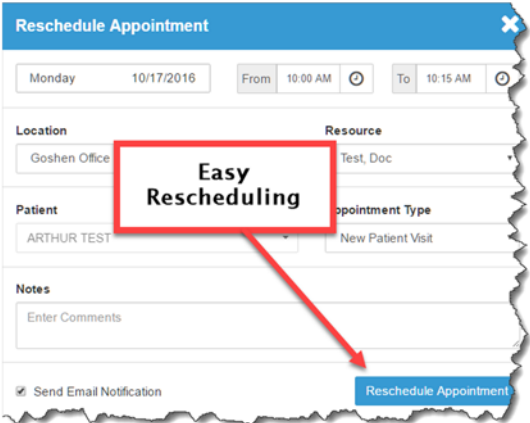 Reschedule Appointment
Monday 10/17/2016 From 10:00 AM To 10:15 AM
Location Resource
Goshen Office Test, Doc
Easy
Rescheduling
Patient ppointment Type
ARTHUR TEST New Patient Visit
Notes
Enter Comments
Send Email Notification Reschedule Appointment